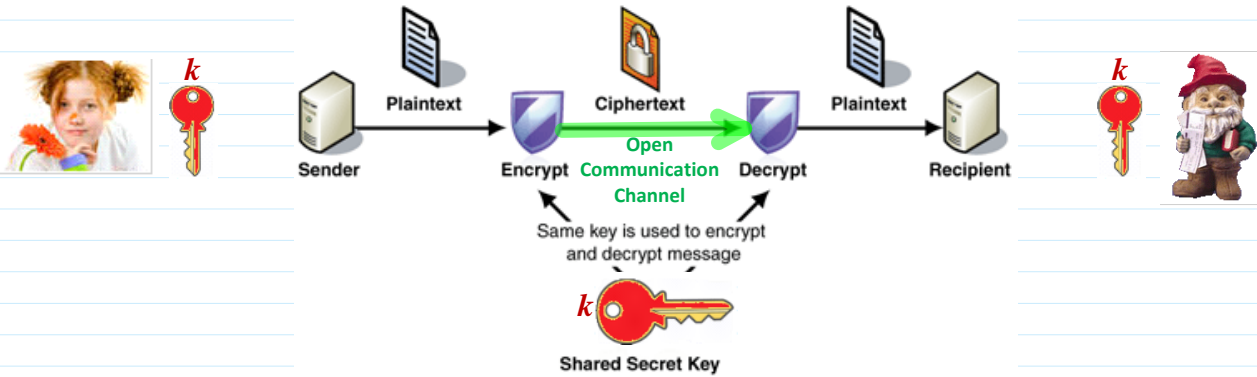 k
Plaintext
Ciphertext
Plaintext
k
Sender
Encrypt
Open
Communication
Channel
Decrypt
Recipient
Same key is used to encrypt
and decrypt message
k
Shared Secret Key